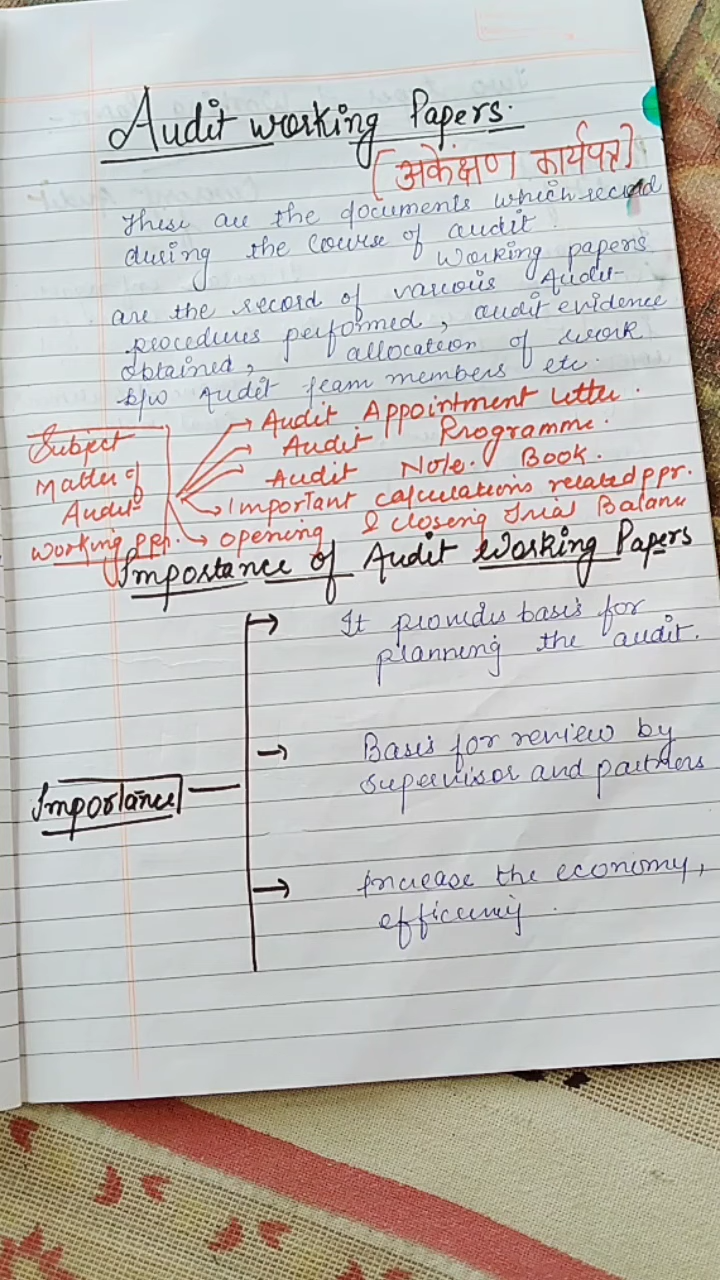 Audit working Papers.
(अकेंक्षण कार्यपत्र)
These are the documents which record
during the course of audit.
Working papers
are the record of various Audit
procedures performed, audit evidence
obtained, allocation of work
b/w Audit team members etc.
Subject
Matter of
Audit
Working ppr.
Audit Appointment letter.
Audit Programme.
Audit Note. Book.
Important calculations related ppr.
opening & closing Trial Balance
Importance of Audit Working Papers
Importance
It provides basis for
planning the audit.
Basis for review by
supervisor and partners
Increase the economy,